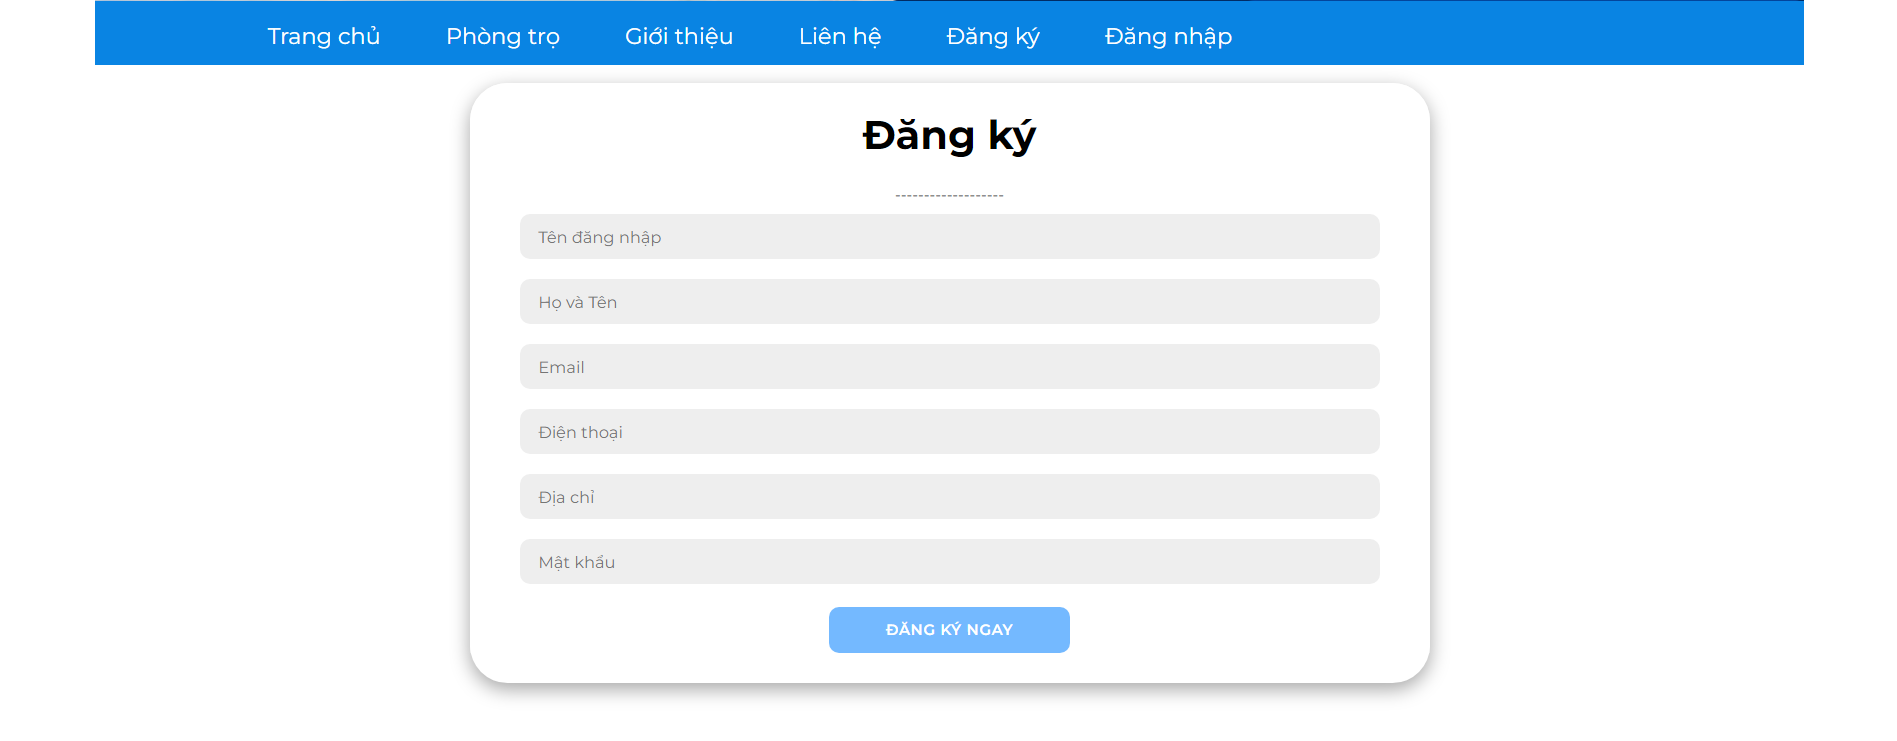 Trang chủ Phòng trọ Giới thiệu Liên hệ Đăng ký Đăng nhập
Đăng ký
-------------------
Tên đăng nhập
Họ và Tên
Email
Điện thoại
Địa chỉ
Mật khẩu
ĐĂNG KÝ NGAY